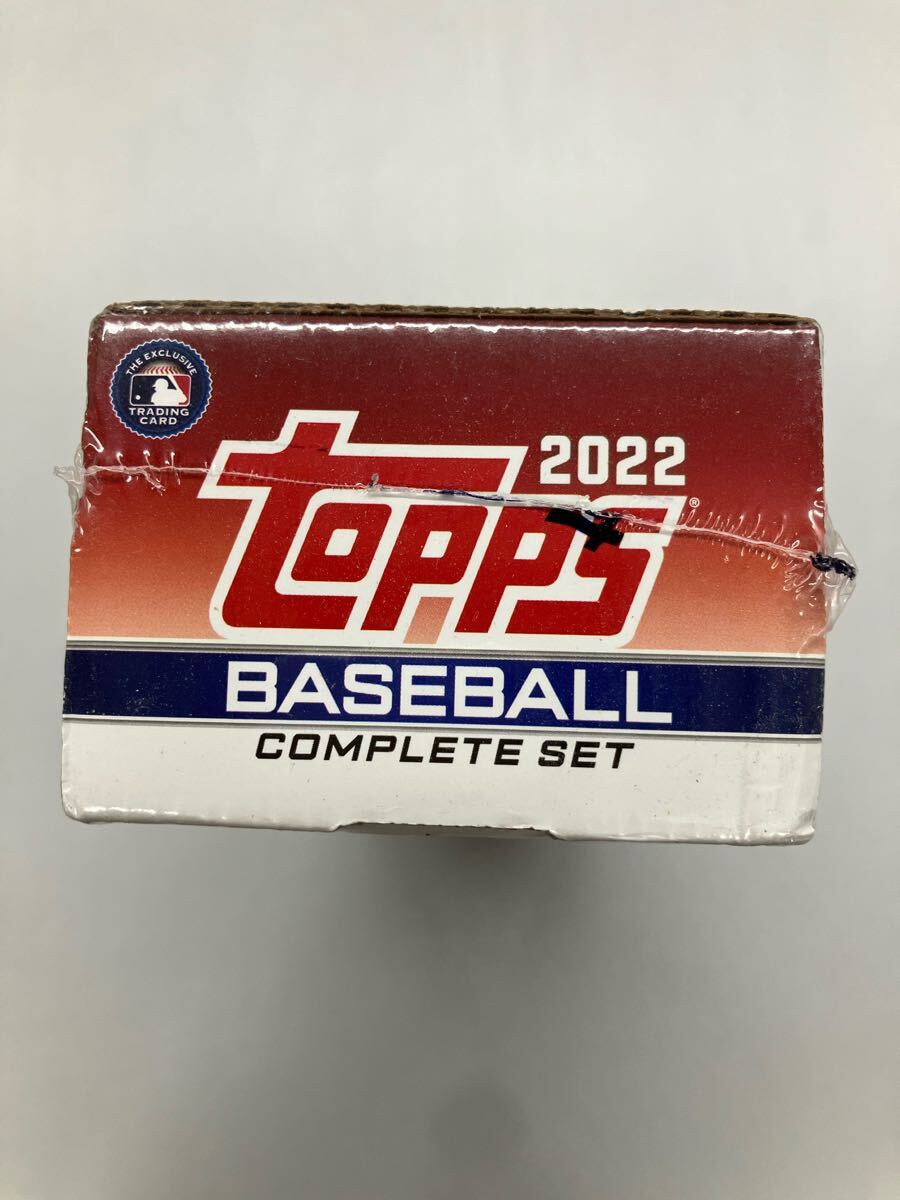 THE EXCLUSIVE
TRADING
CARD
2022
topps®
BASEBALL
COMPLETE SET